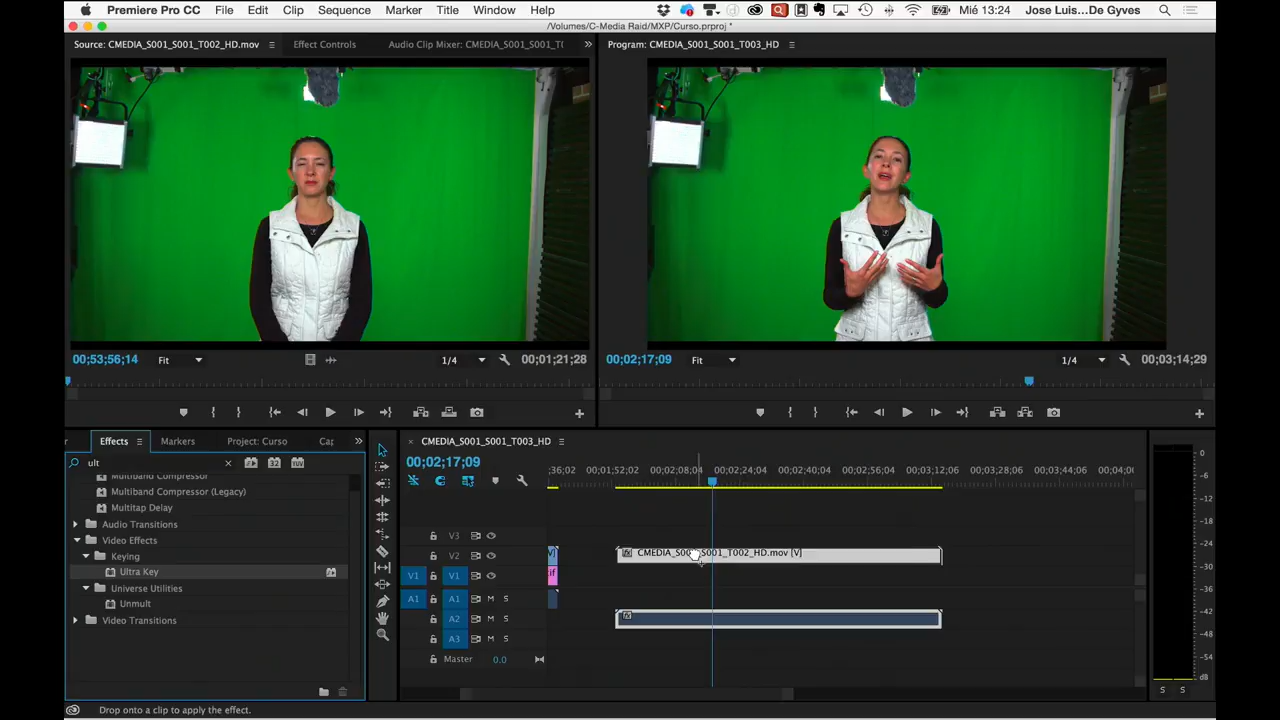 Premiere Pro CC File Edit Clip Sequence Marker Title Window Help Mié 13:24 Jose Luis...De Gyves
/Volumes/C-Media Raid/MXP/Curso.prproj *
Source: CMEDIA_S001_S001_T002_HD.mov Effect Controls Audio Clip Mixer: CMEDIA_S001_S001_T(
Program: CMEDIA_S001_S001_T003_HD
00;53;56;14 Fit 1/4 00;01;21;28
00;02;17;09 Fit 1/4 00;03;14;29
Effects Markers Project: Curso Cap
ult
Multiband Compressor
Multiband Compressor (Legacy)
Multitap Delay
Audio Transitions
Video Effects
Keying
Ultra Key
Universe Utilities
Unmult
Video Transitions
Drop onto a clip to apply the effect.
CMEDIA_S001_S001_T003_HD
00;02;17;09
;36;02 00;01;52;02 00;02;08;04 00;02;24;04 00;02;40;04 00;02;56;04 00;03;12;06 00;03;28;06 00;03;44;06 00;04;0
V3
V2
CMEDIA_S001_S001_T002_HD.mov [V]
V1 V1
A1 A1 M S
A2 M S
A3 M S
Master 0.0
0
-6
-12
-18
-24
-30
-36
-42
-48
-54
dB
S S